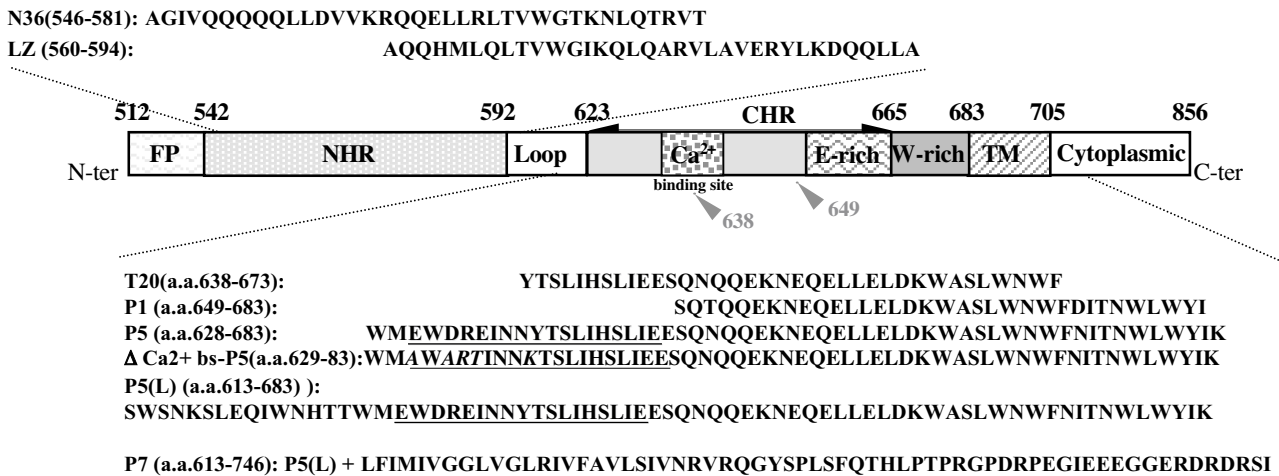 N36(546-581): AGIVQQQQQLLDVVKRQQELLRLTVWGTKNLQTRVT
LZ (560-594): AQQHMLQLTVWGIKQLQARVLAVERYLKDQQLLA
512 542 592 623 CHR 665 683 705 856
N-ter FP NHR Loop Ca2+ E-rich W-rich TM Cytoplasmic C-ter
binding site
638 649
T20(a.a.638-673): YTSLIHSLIEESQNQQEKNEQELLELDKWASLWNWF
P1 (a.a.649-683): SQTQQEKNEQELLELDKWASLWNWFDITNWLWYI
P5 (a.a.628-683): WMEWDREINNYTSLIHSLIEESQNQQEKNEQELLELDKWASLWNWFNITNWLWYIK
Δ Ca2+ bs-P5(a.a.629-83):WMAWARTINNKTSLIHSLIEESQNQQEKNEQELLELDKWASLWNWFNITNWLWYIK
P5(L) (a.a.613-683) ):
SWSNKSLEQIWNHTTWMEWDREINNYTSLIHSLIEESQNQQEKNEQELLELDKWASLWNWFNITNWLWYIK
P7 (a.a.613-746): P5(L) + LFIMIVGGLVGLRIVFAVLSIVNRVRQGYSPLSFQTHLPTPRGPDRPEGIEEEGGERDRDRSI